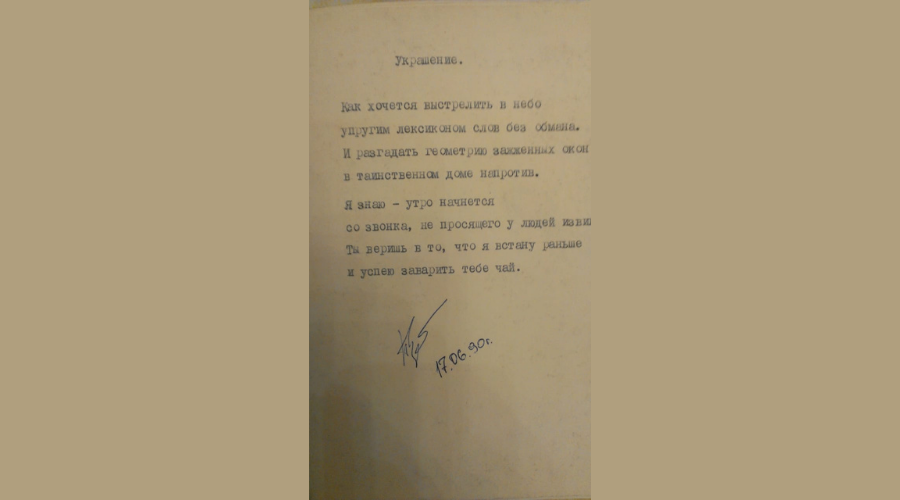 Украшение.
Как хочется выстрелить в небо
упругим лексиконом слов без обмана.
И разгадать геометрию зажженных окон
в таинственном доме напротив.
Я знаю - утро начнется
со звонка, не просящего у людей изви
Ты веришь в то, что я встану раньше
и успею заварить тебе чай.
17.06.90г.